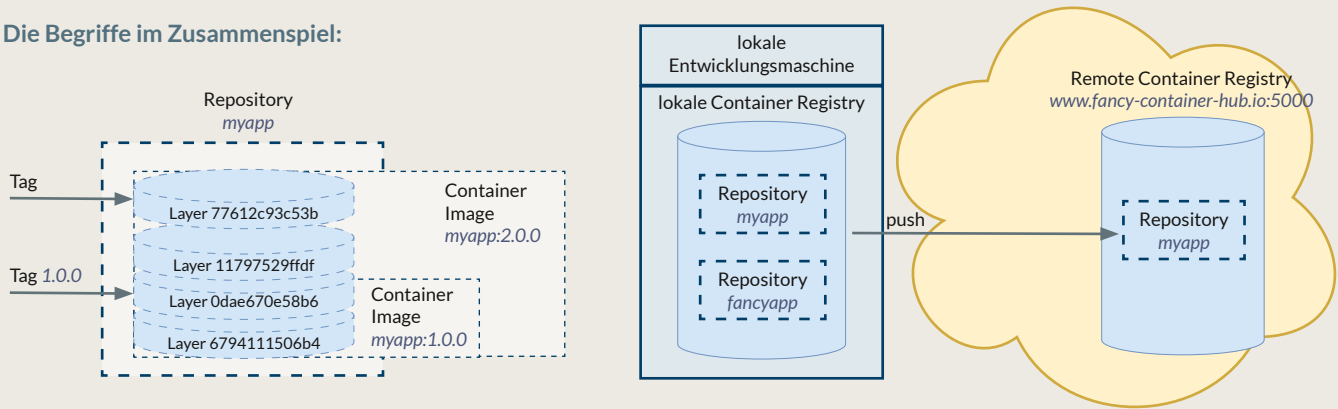 Die Begriffe im Zusammenspiel:
Repository
myapp
Tag
Layer 77612c93c53b
Container
Image
myapp:2.0.0
Layer 11797529ffdf
Tag 1.0.0
Layer 0dae670e58b6
Container
Image
myapp:1.0.0
Layer 6794111506b4
lokale
Entwicklungsmaschine
lokale Container Registry
Repository
myapp
Repository
fancyapp
push
Remote Container Registry
www.fancy-container-hub.io:5000
Repository
myapp